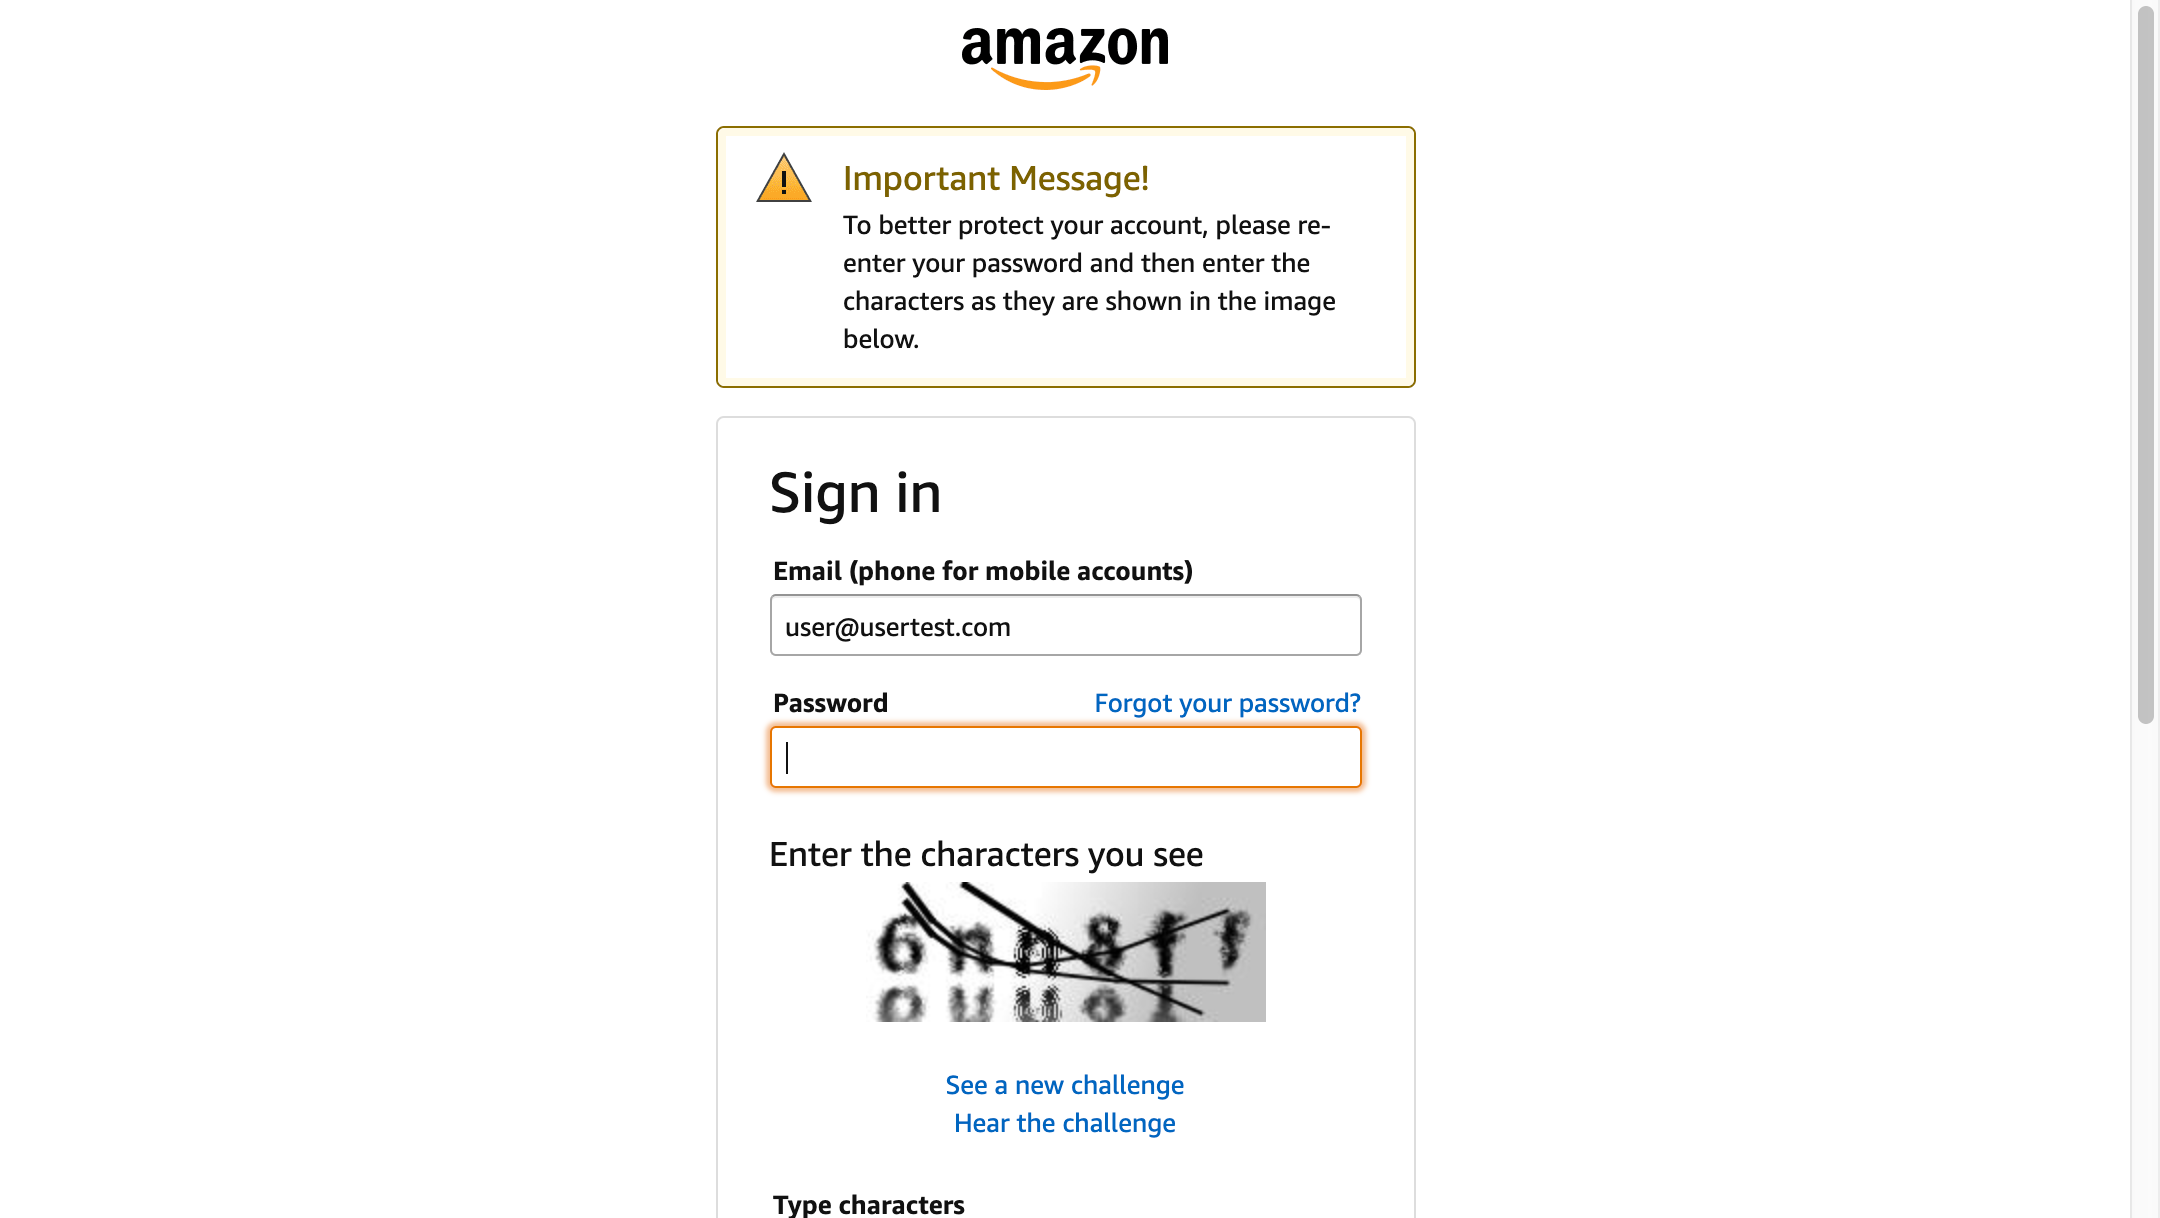 amazon
!
Important Message!
To better protect your account, please re-
enter your password and then enter the
characters as they are shown in the image
below.
Sign in
Email (phone for mobile accounts)
user@usertest.com
Password Forgot your password?
Enter the characters you see
See a new challenge
Hear the challenge
Type characters